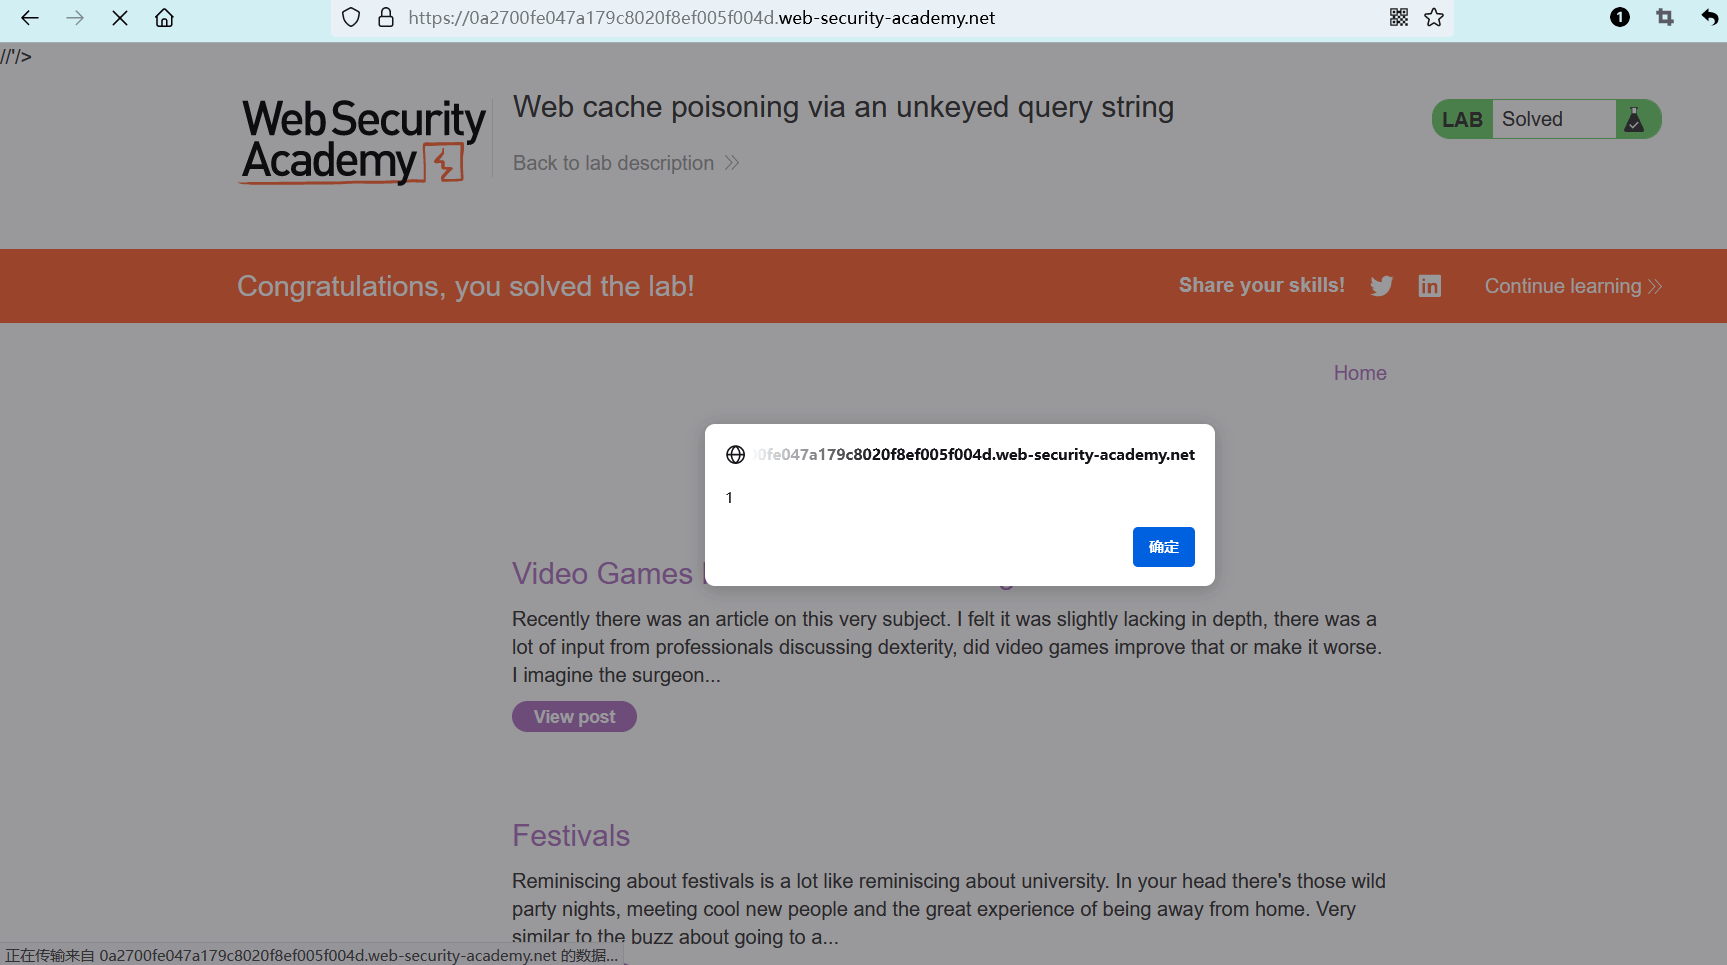 https://0a2700fe047a179c8020f8ef005f004d.web-security-academy.net
1
//'/>
Web Security
Academy
Web cache poisoning via an unkeyed query string
Back to lab description
LAB Solved
Congratulations, you solved the lab!
Share your skills!
Continue learning
Home
0fe047a179c8020f8ef005f004d.web-security-academy.net
1
确定
Video Games
Recently there was an article on this very subject. I felt it was slightly lacking in depth, there was a
lot of input from professionals discussing dexterity, did video games improve that or make it worse.
I imagine the surgeon...
View post
Festivals
Reminiscing about festivals is a lot like reminiscing about university. In your head there's those wild
party nights, meeting cool new people and the great experience of being away from home. Very
similar to the buzz about going to a...
正在传输来自 0a2700fe047a179c8020f8ef005f004d.web-security-academy.net 的数据...